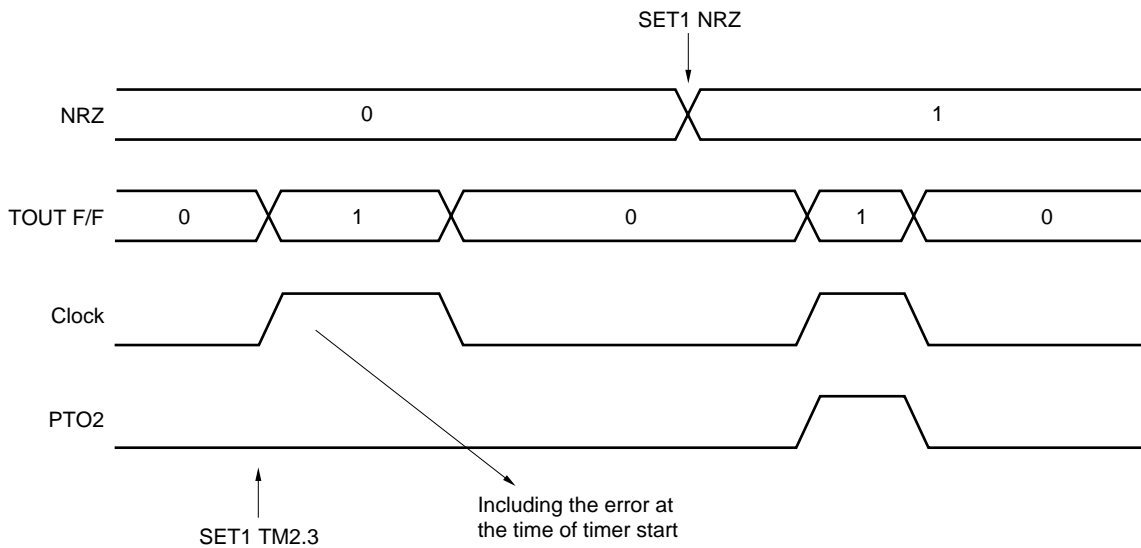 SET1 NRZ
NRZ 0 1
TOUT F/F 0 1 0 1 0
Clock
PTO2
SET1 TM2.3
Including the error at
the time of timer start